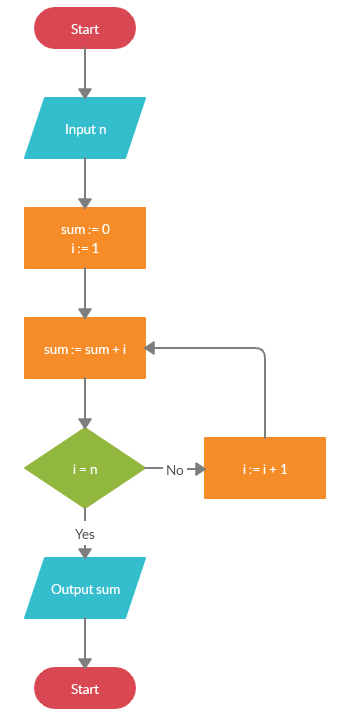 Start
Input n
sum := 0
i := 1
sum := sum + i
i = n
No
i := i + 1
Yes
Output sum
Start